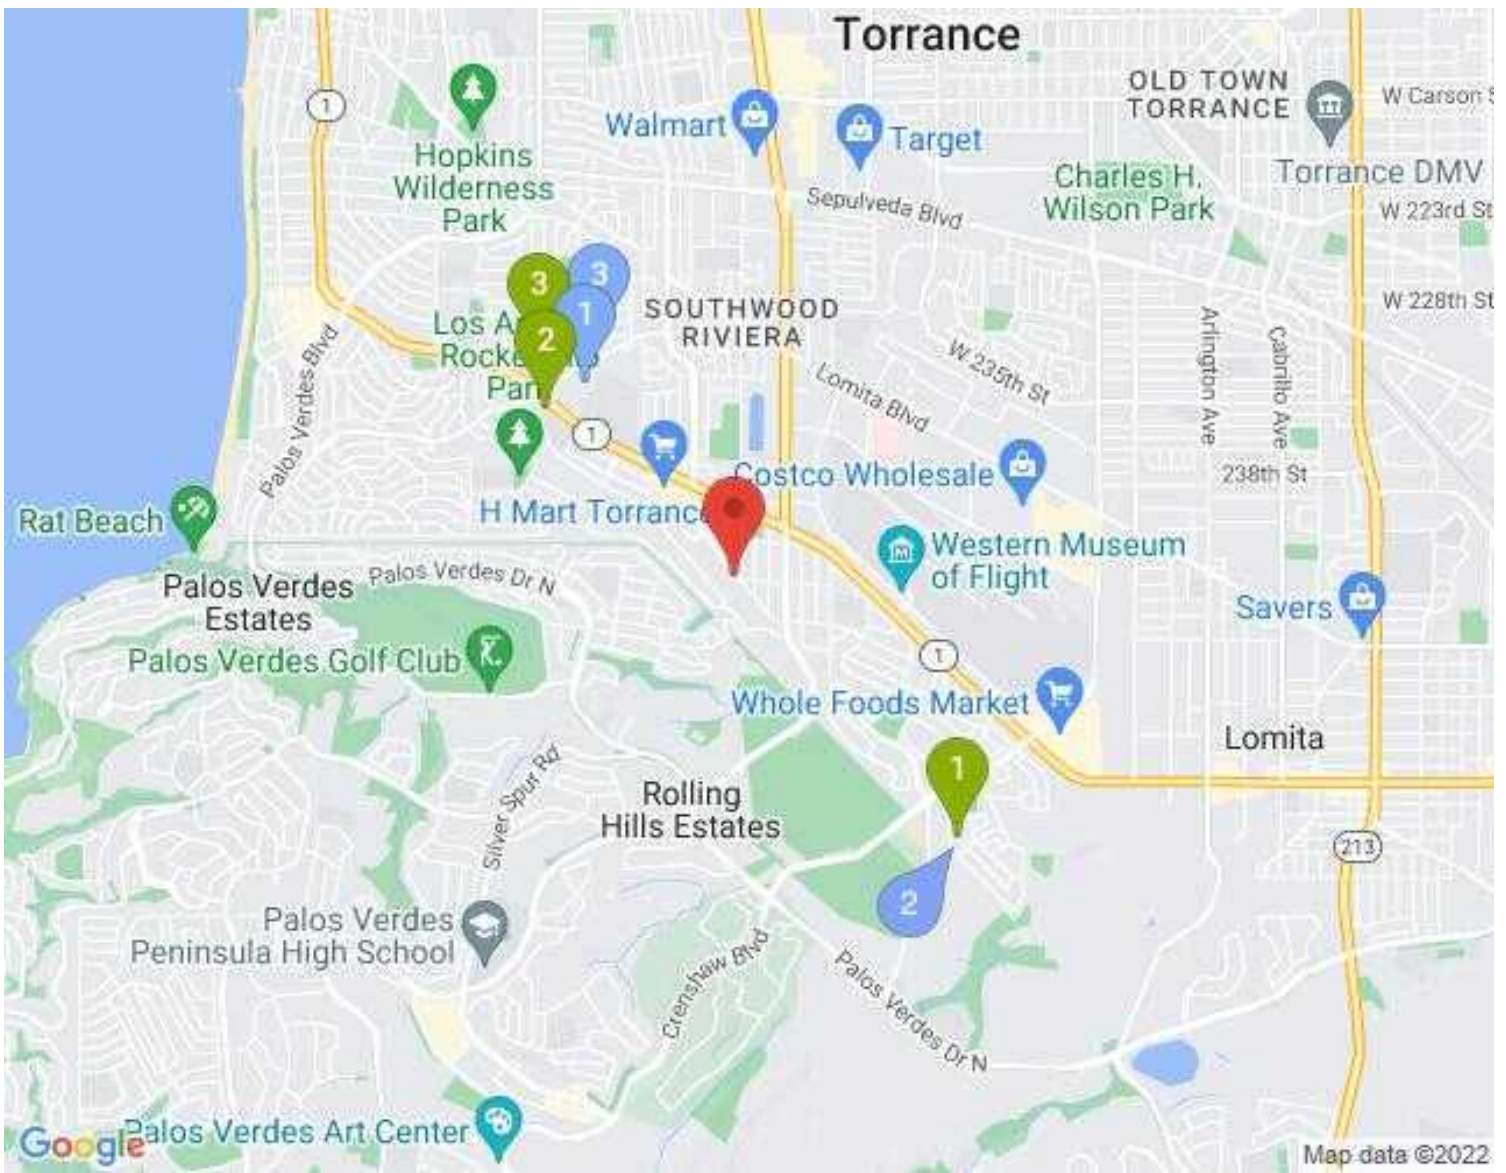 Torrance
OLD TOWN
TORRANCE
W Carson S
1
Walmart
Target
Hopkins
Wilderness
Park
Charles H.
Wilson Park
Torrance DMV
Sepulveda Blvd
W 223rd St
3
3
1
2
Los A
Rocke
Par
SOUTHWOOD
RIVIERA
W 228th St
Arlington Ave
Cabrillo Ave
Palos Verdes Blvd
W 235th St
Lomita Blvd
1
Costco Wholesale
238th St
H Mart Torrance
Rat Beach
Western Museum
of Flight
Palos Verdes Dr N
Palos Verdes
Estates
Savers
Palos Verdes Golf Club
1
Whole Foods Market
Lomita
Silver Spur Rd
1
Rolling
Hills Estates
213
2
Palos Verdes
Peninsula High School
Crenshaw Blvd
Palos Verdes Dr N
Palos Verdes Art Center
Google
Map data ©2022